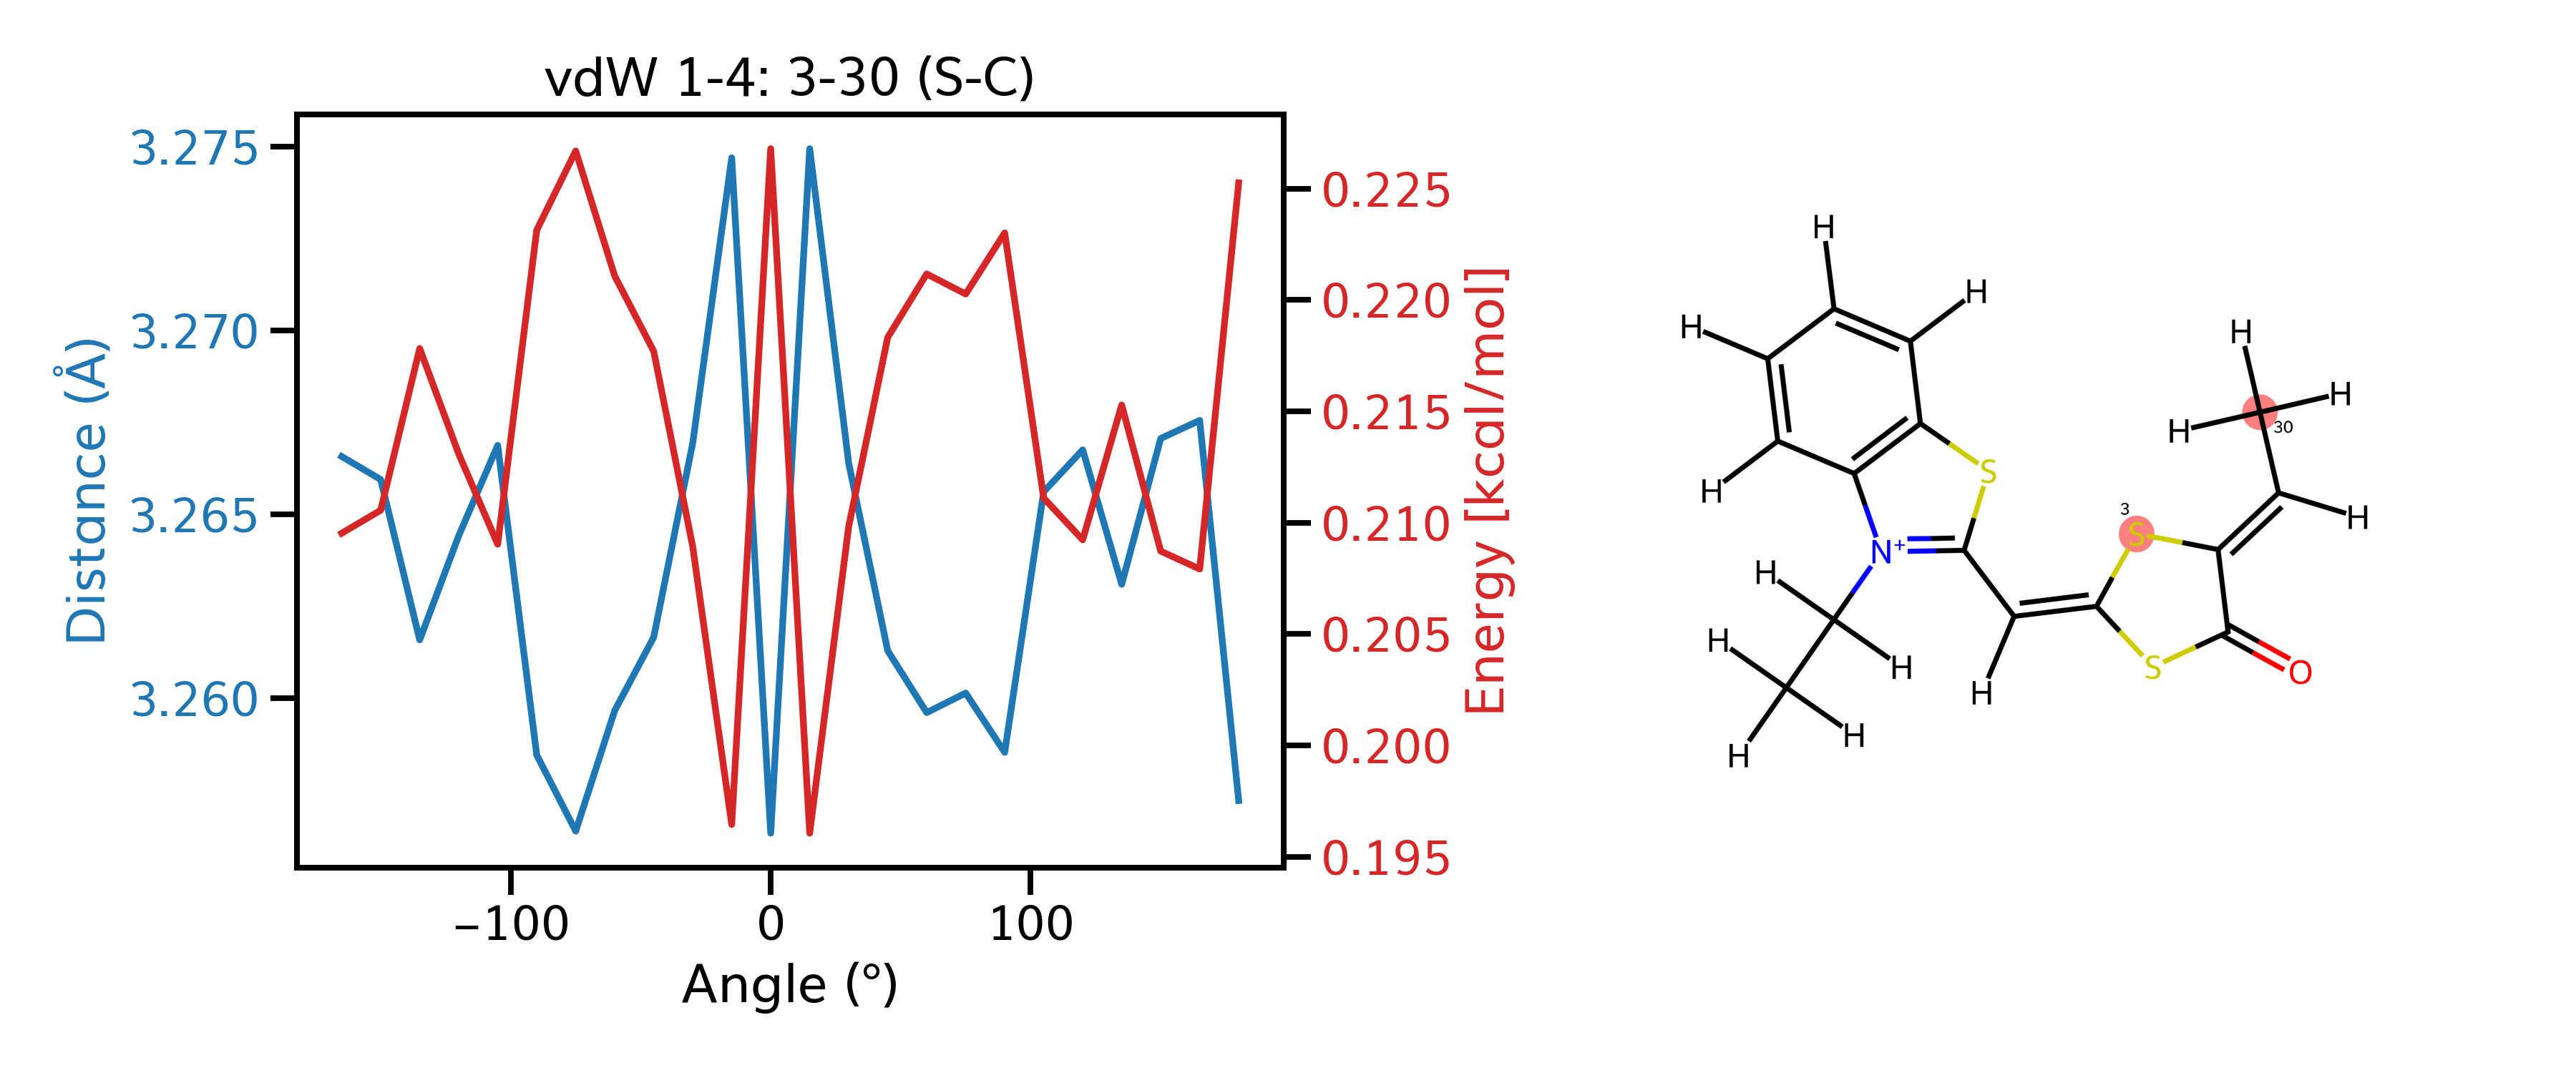 vdW 1-4: 3-30 (S-C)
3.275
3.270
3.265
3.260
Distance (Å)
0.225
0.220
0.215
0.210
0.205
0.200
0.195
Energy [kcal/mol]
−100
0
100
Angle (°)
H
H
H
H
H
H
H
30
S
3
S
H
N+
H
H
H
S
O
H
H
H